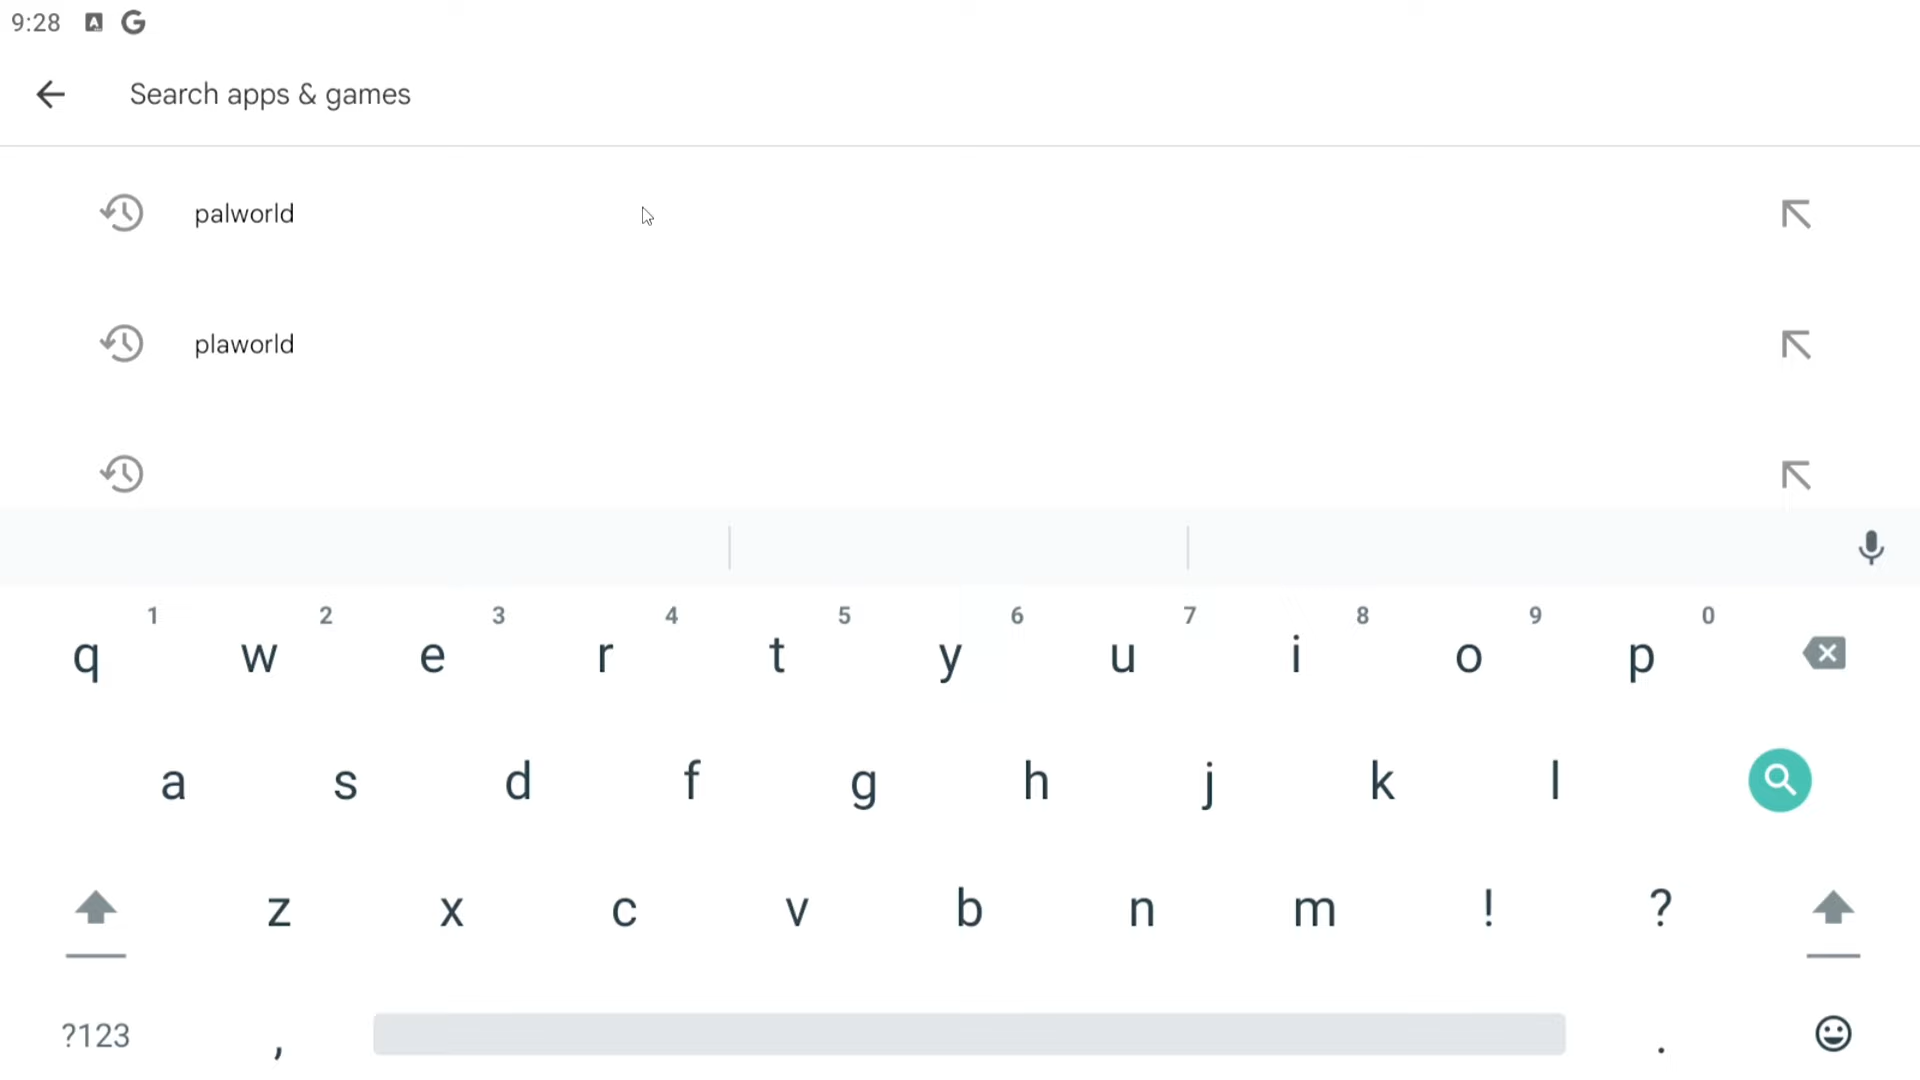 9:28 A G
Search apps & games
palworld
plaworld
1 2 3 4 5 6 7 8 9 0
q w e r t y u i o p
a s d f g h j k l
z x c v b n m ! ?
?123 , .